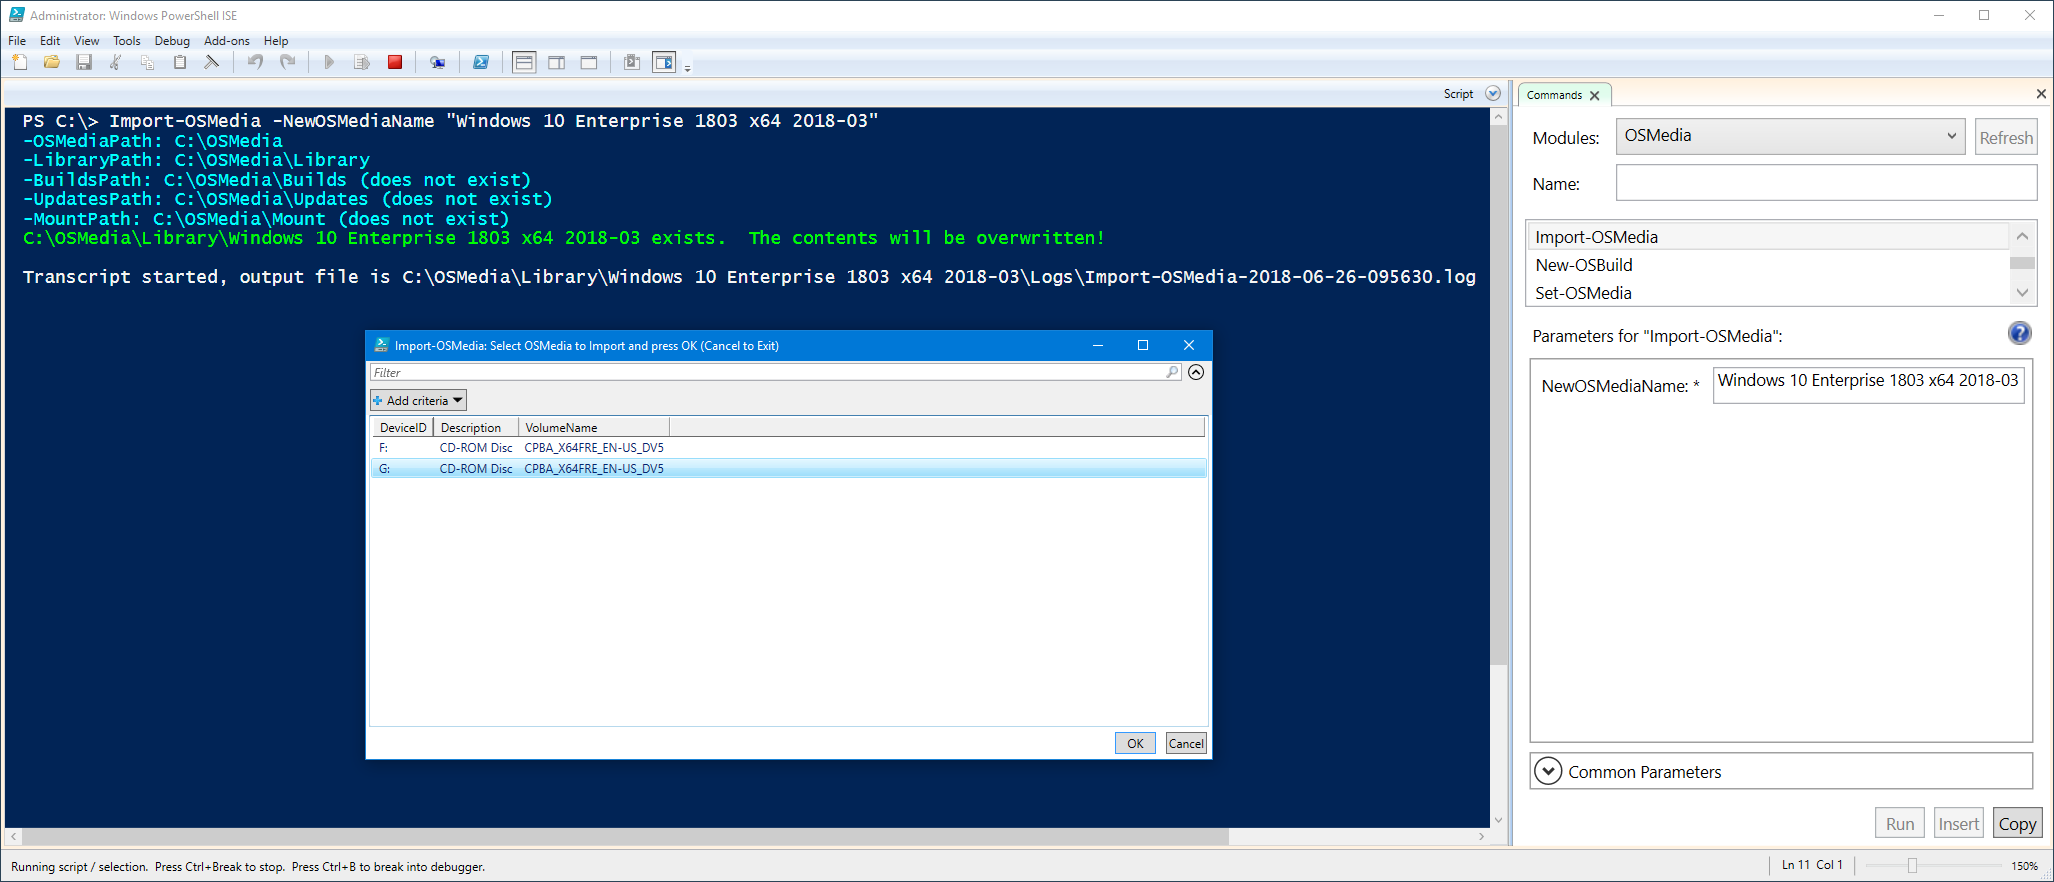 Administrator: Windows PowerShell ISE
File Edit View Tools Debug Add-ons Help
Script
PS C:\> Import-OSMedia -NewOSMediaName "Windows 10 Enterprise 1803 x64 2018-03"
-OSMediaPath: C:\OSMedia
-LibraryPath: C:\OSMedia\Library
-BuildsPath: C:\OSMedia\Builds (does not exist)
-UpdatesPath: C:\OSMedia\Updates (does not exist)
-MountPath: C:\OSMedia\Mount (does not exist)
C:\OSMedia\Library\Windows 10 Enterprise 1803 x64 2018-03 exists.  The contents will be overwritten!
Transcript started, output file is C:\OSMedia\Library\Windows 10 Enterprise 1803 x64 2018-03\Logs\Import-OSMedia-2018-06-26-095630.log
Import-OSMedia: Select OSMedia to Import and press OK (Cancel to Exit)
Filter
Add criteria
DeviceID Description VolumeName
F: CD-ROM Disc CPBA_X64FRE_EN-US_DV5
G: CD-ROM Disc CPBA_X64FRE_EN-US_DV5
OK Cancel
Commands
Modules: OSMedia Refresh
Name:
Import-OSMedia
New-OSBuild
Set-OSMedia
Parameters for "Import-OSMedia":
NewOSMediaName: * Windows 10 Enterprise 1803 x64 2018-03
Common Parameters
Run Insert Copy
Running script / selection.  Press Ctrl+Break to stop.  Press Ctrl+B to break into debugger.
Ln 11 Col 1
150%